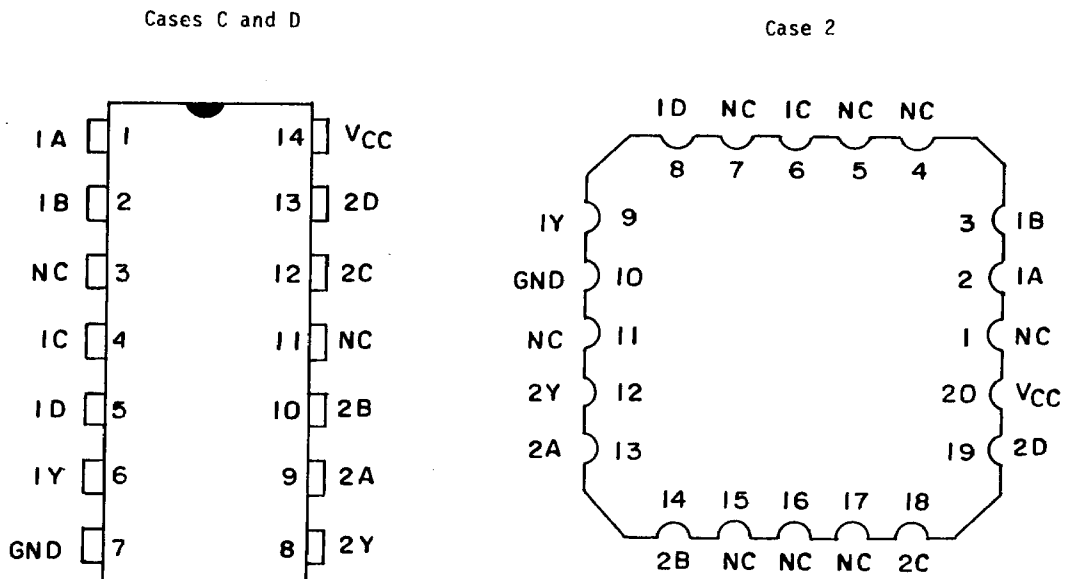 Cases C and D
Case 2
1A 1 14 VCC
1B 2 13 2D
NC 3 12 2C
1C 4 11 NC
1D 5 10 2B
1Y 6 9 2A
GND 7 8 2Y
1D NC 1C NC NC
8 7 6 5 4
1Y 9 3 1B
GND 10 2 1A
NC 11 1 NC
2Y 12 20 VCC
2A 13 19 2D
14 15 16 17 18
2B NC NC NC 2C